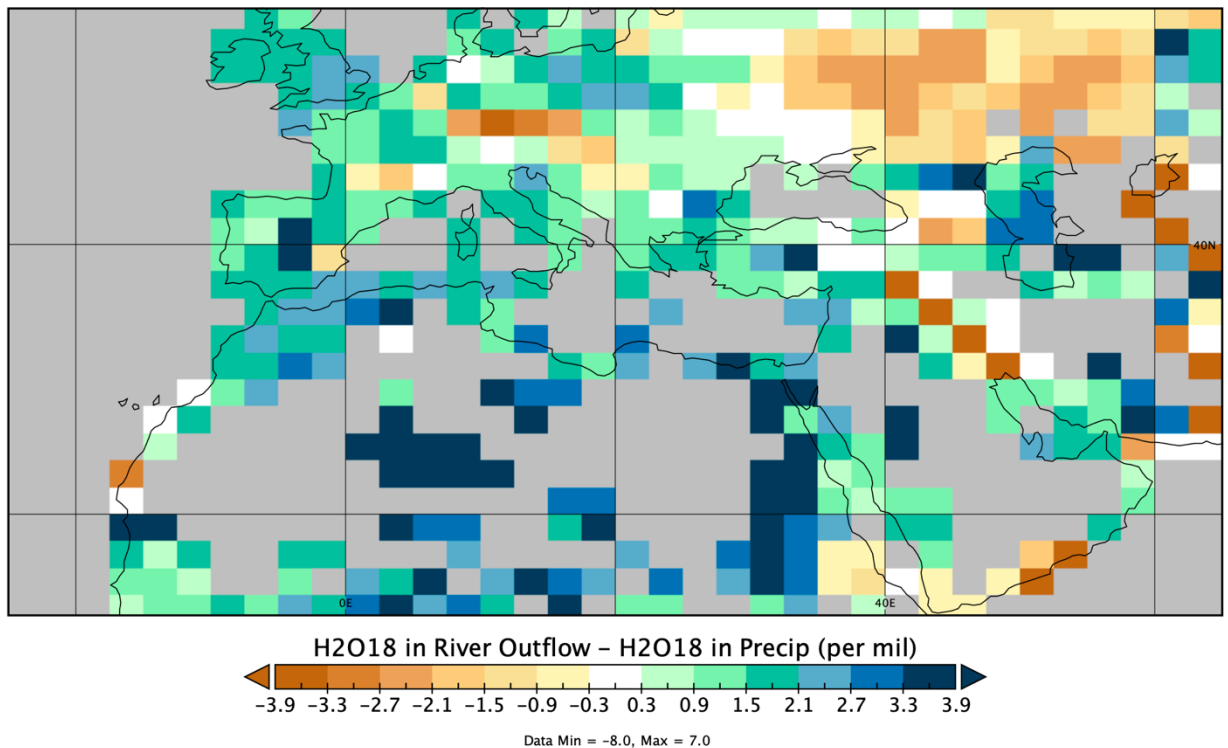 40N
0E
40E
H2O18 in River Outflow – H2O18 in Precip (per mil)
−3.9 −3.3 −2.7 −2.1 −1.5 −0.9 −0.3 0.3 0.9 1.5 2.1 2.7 3.3 3.9
Data Min = −8.0, Max = 7.0